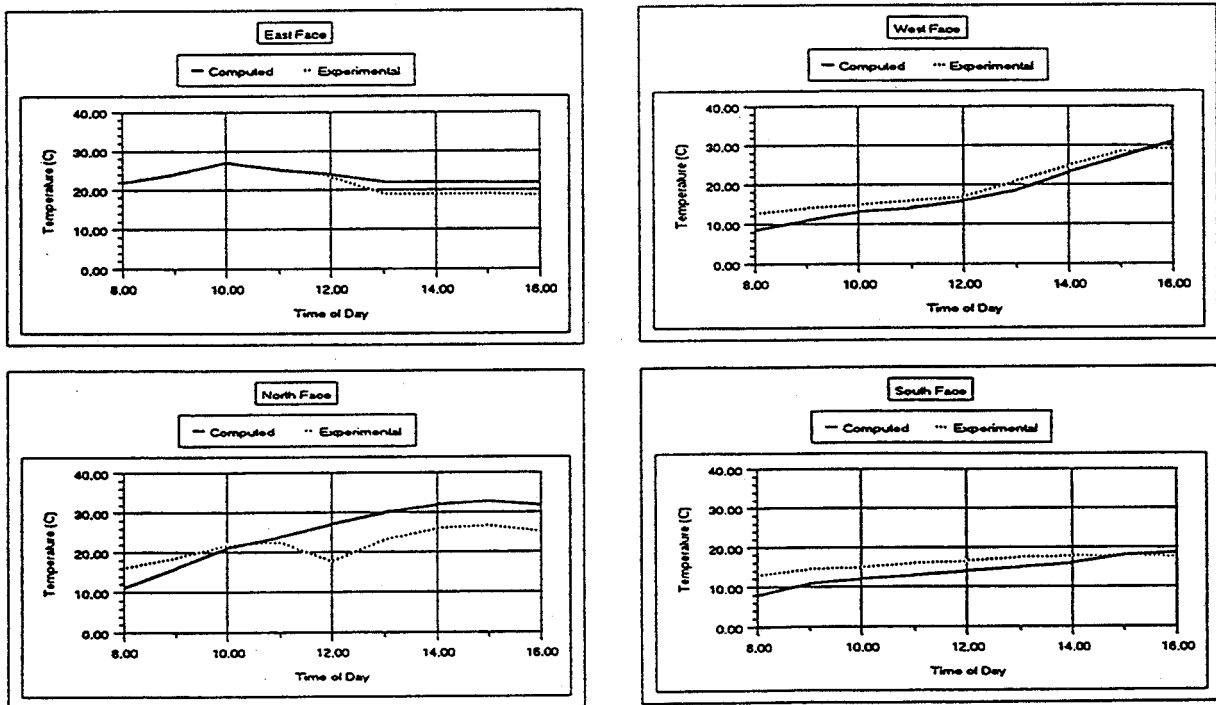 East Face
Computed Experimental
Temperature (C)
40.00
30.00
20.00
10.00
0.00
8.00 10.00 12.00 14.00 16.00
Time of Day
West Face
Computed Experimental
Temperature (C)
40.00
30.00
20.00
10.00
0.00
8.00 10.00 12.00 14.00 16.00
Time of Day
North Face
Computed Experimental
Temperature (C)
40.00
30.00
20.00
10.00
0.00
8.00 10.00 12.00 14.00 16.00
Time of Day
South Face
Computed Experimental
Temperature (C)
40.00
30.00
20.00
10.00
0.00
8.00 10.00 12.00 14.00 16.00
Time of Day